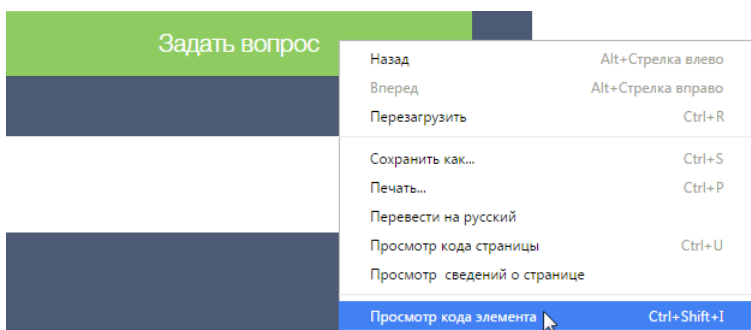 Задать вопрос
Назад Alt+Стрелка влево
Вперед Alt+Стрелка вправо
Перезагрузить Ctrl+R
Сохранить как... Ctrl+S
Печать... Ctrl+P
Перевести на русский
Просмотр кода страницы Ctrl+U
Просмотр сведений о странице
Просмотр кода элемента Ctrl+Shift+I